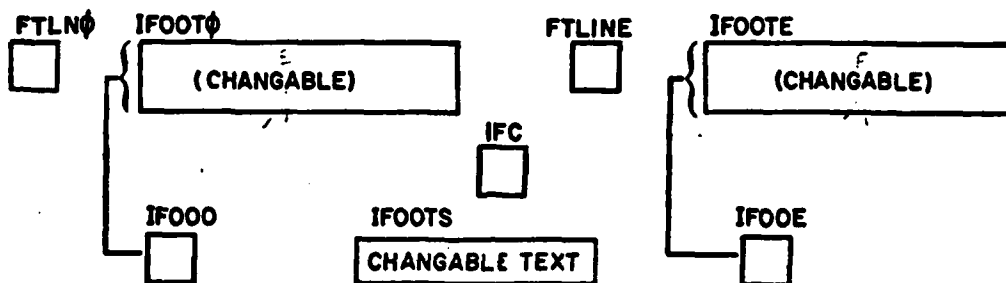 FTLNϕ IFOOTϕ FTLINE IFOOTE
(CHANGABLE) (CHANGABLE)
IFC
IFOOO IFOOTS IFOOE
CHANGABLE TEXT